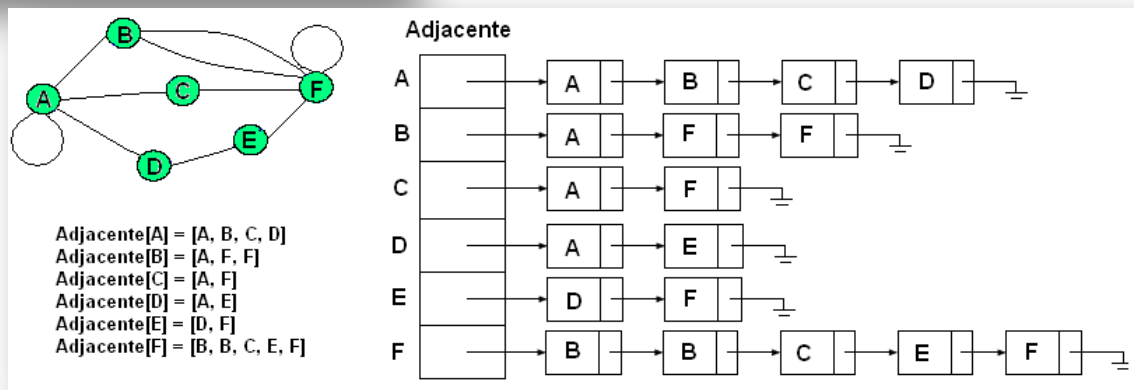 B
F
A
C
E
D
Adjacente[A] = [A, B, C, D]
Adjacente[B] = [A, F, F]
Adjacente[C] = [A, F]
Adjacente[D] = [A, E]
Adjacente[E] = [D, F]
Adjacente[F] = [B, B, C, E, F]
Adjacente
A A B C D
B A F F
C A F
D A E
E D F
F B B C E F